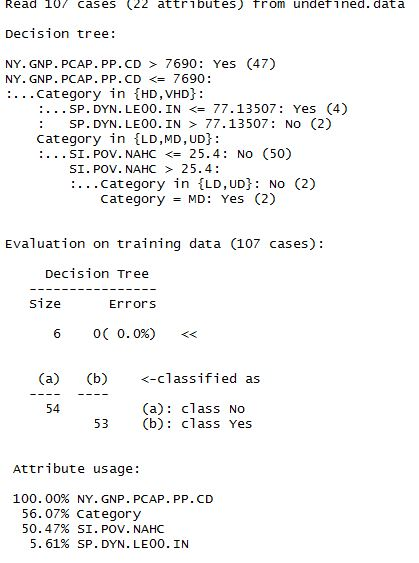 Read 107 cases (22 attributes) from undefined.data
Decision tree:
NY.GNP.PCAP.PP.CD > 7690: Yes (47)
NY.GNP.PCAP.PP.CD <= 7690:
:...Category in {HD,VHD}:
    :...SP.DYN.LE00.IN <= 77.13507: Yes (4)
    :   SP.DYN.LE00.IN > 77.13507: No (2)
    Category in {LD,MD,UD}:
    :...SI.POV.NAHC <= 25.4: No (50)
        SI.POV.NAHC > 25.4:
        :...Category in {LD,UD}: No (2)
            Category = MD: Yes (2)
Evaluation on training data (107 cases):
Decision Tree
----------------
Size      Errors
6    0( 0.0%)   <<
(a)   (b)    <-classified as
----  ----
54          (a): class No
53    (b): class Yes
Attribute usage:
100.00% NY.GNP.PCAP.PP.CD
56.07% Category
50.47% SI.POV.NAHC
5.61% SP.DYN.LE00.IN